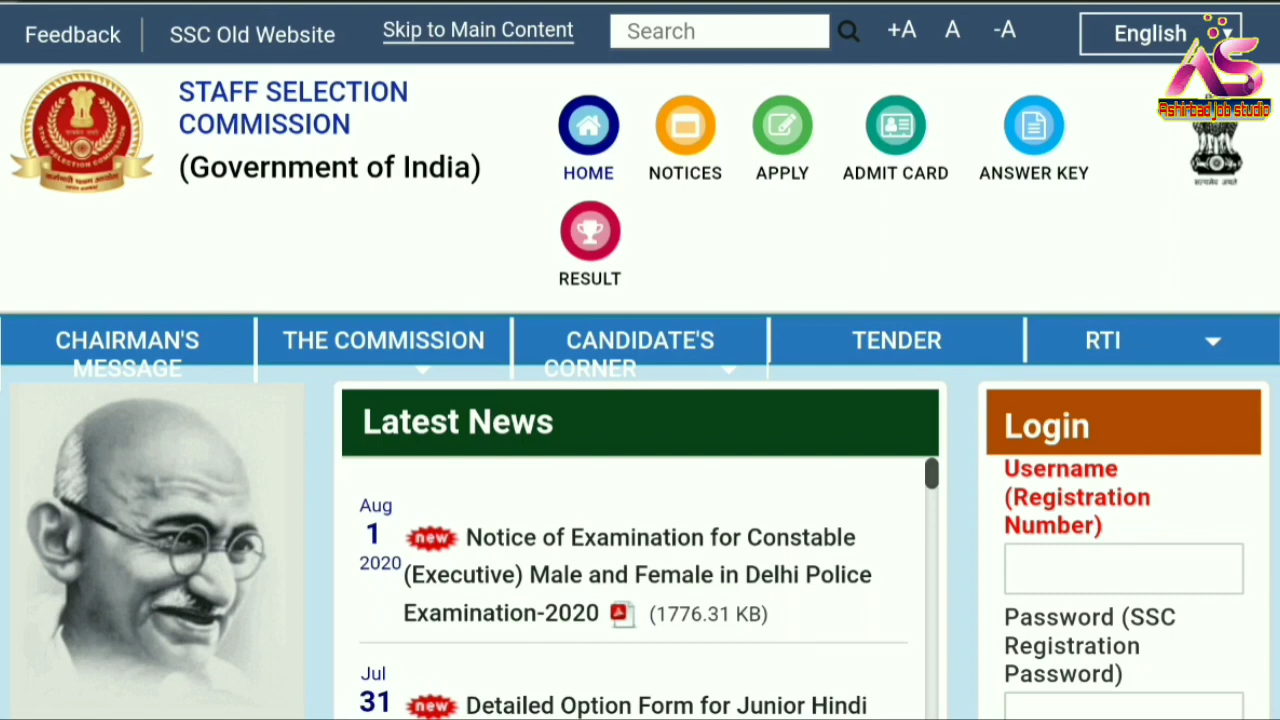 Feedback
SSC Old Website
Skip to Main Content
Search
+A A -A
English
Ashirbad job studio
STAFF SELECTION
COMMISSION
(Government of India)
HOME
NOTICES
APPLY
ADMIT CARD
ANSWER KEY
RESULT
CHAIRMAN'S
MESSAGE
THE COMMISSION
CANDIDATE'S
CORNER
TENDER
RTI
Latest News
Aug
1
2020
new Notice of Examination for Constable
(Executive) Male and Female in Delhi Police
Examination-2020 (1776.31 KB)
Jul
31
new Detailed Option Form for Junior Hindi
Login
Username
(Registration
Number)
Password (SSC
Registration
Password)